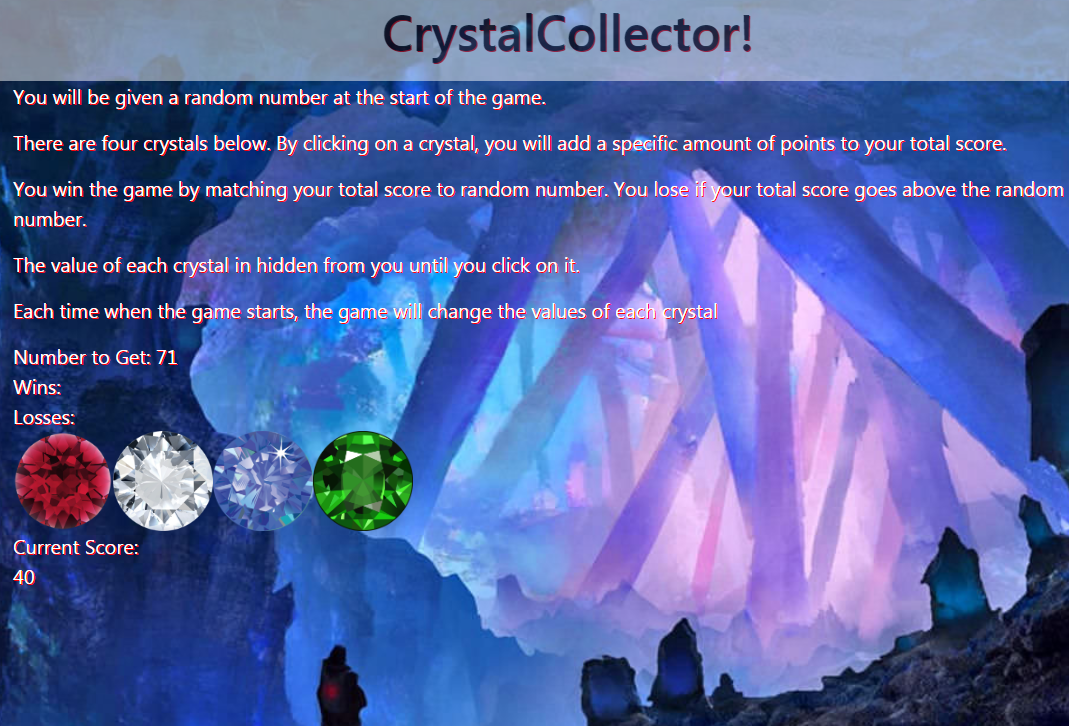 CrystalCollector!
You will be given a random number at the start of the game.
There are four crystals below. By clicking on a crystal, you will add a specific amount of points to your total score.
You win the game by matching your total score to random number. You lose if your total score goes above the random
number.
The value of each crystal in hidden from you until you click on it.
Each time when the game starts, the game will change the values of each crystal
Number to Get: 71
Wins:
Losses:
Current Score:
40